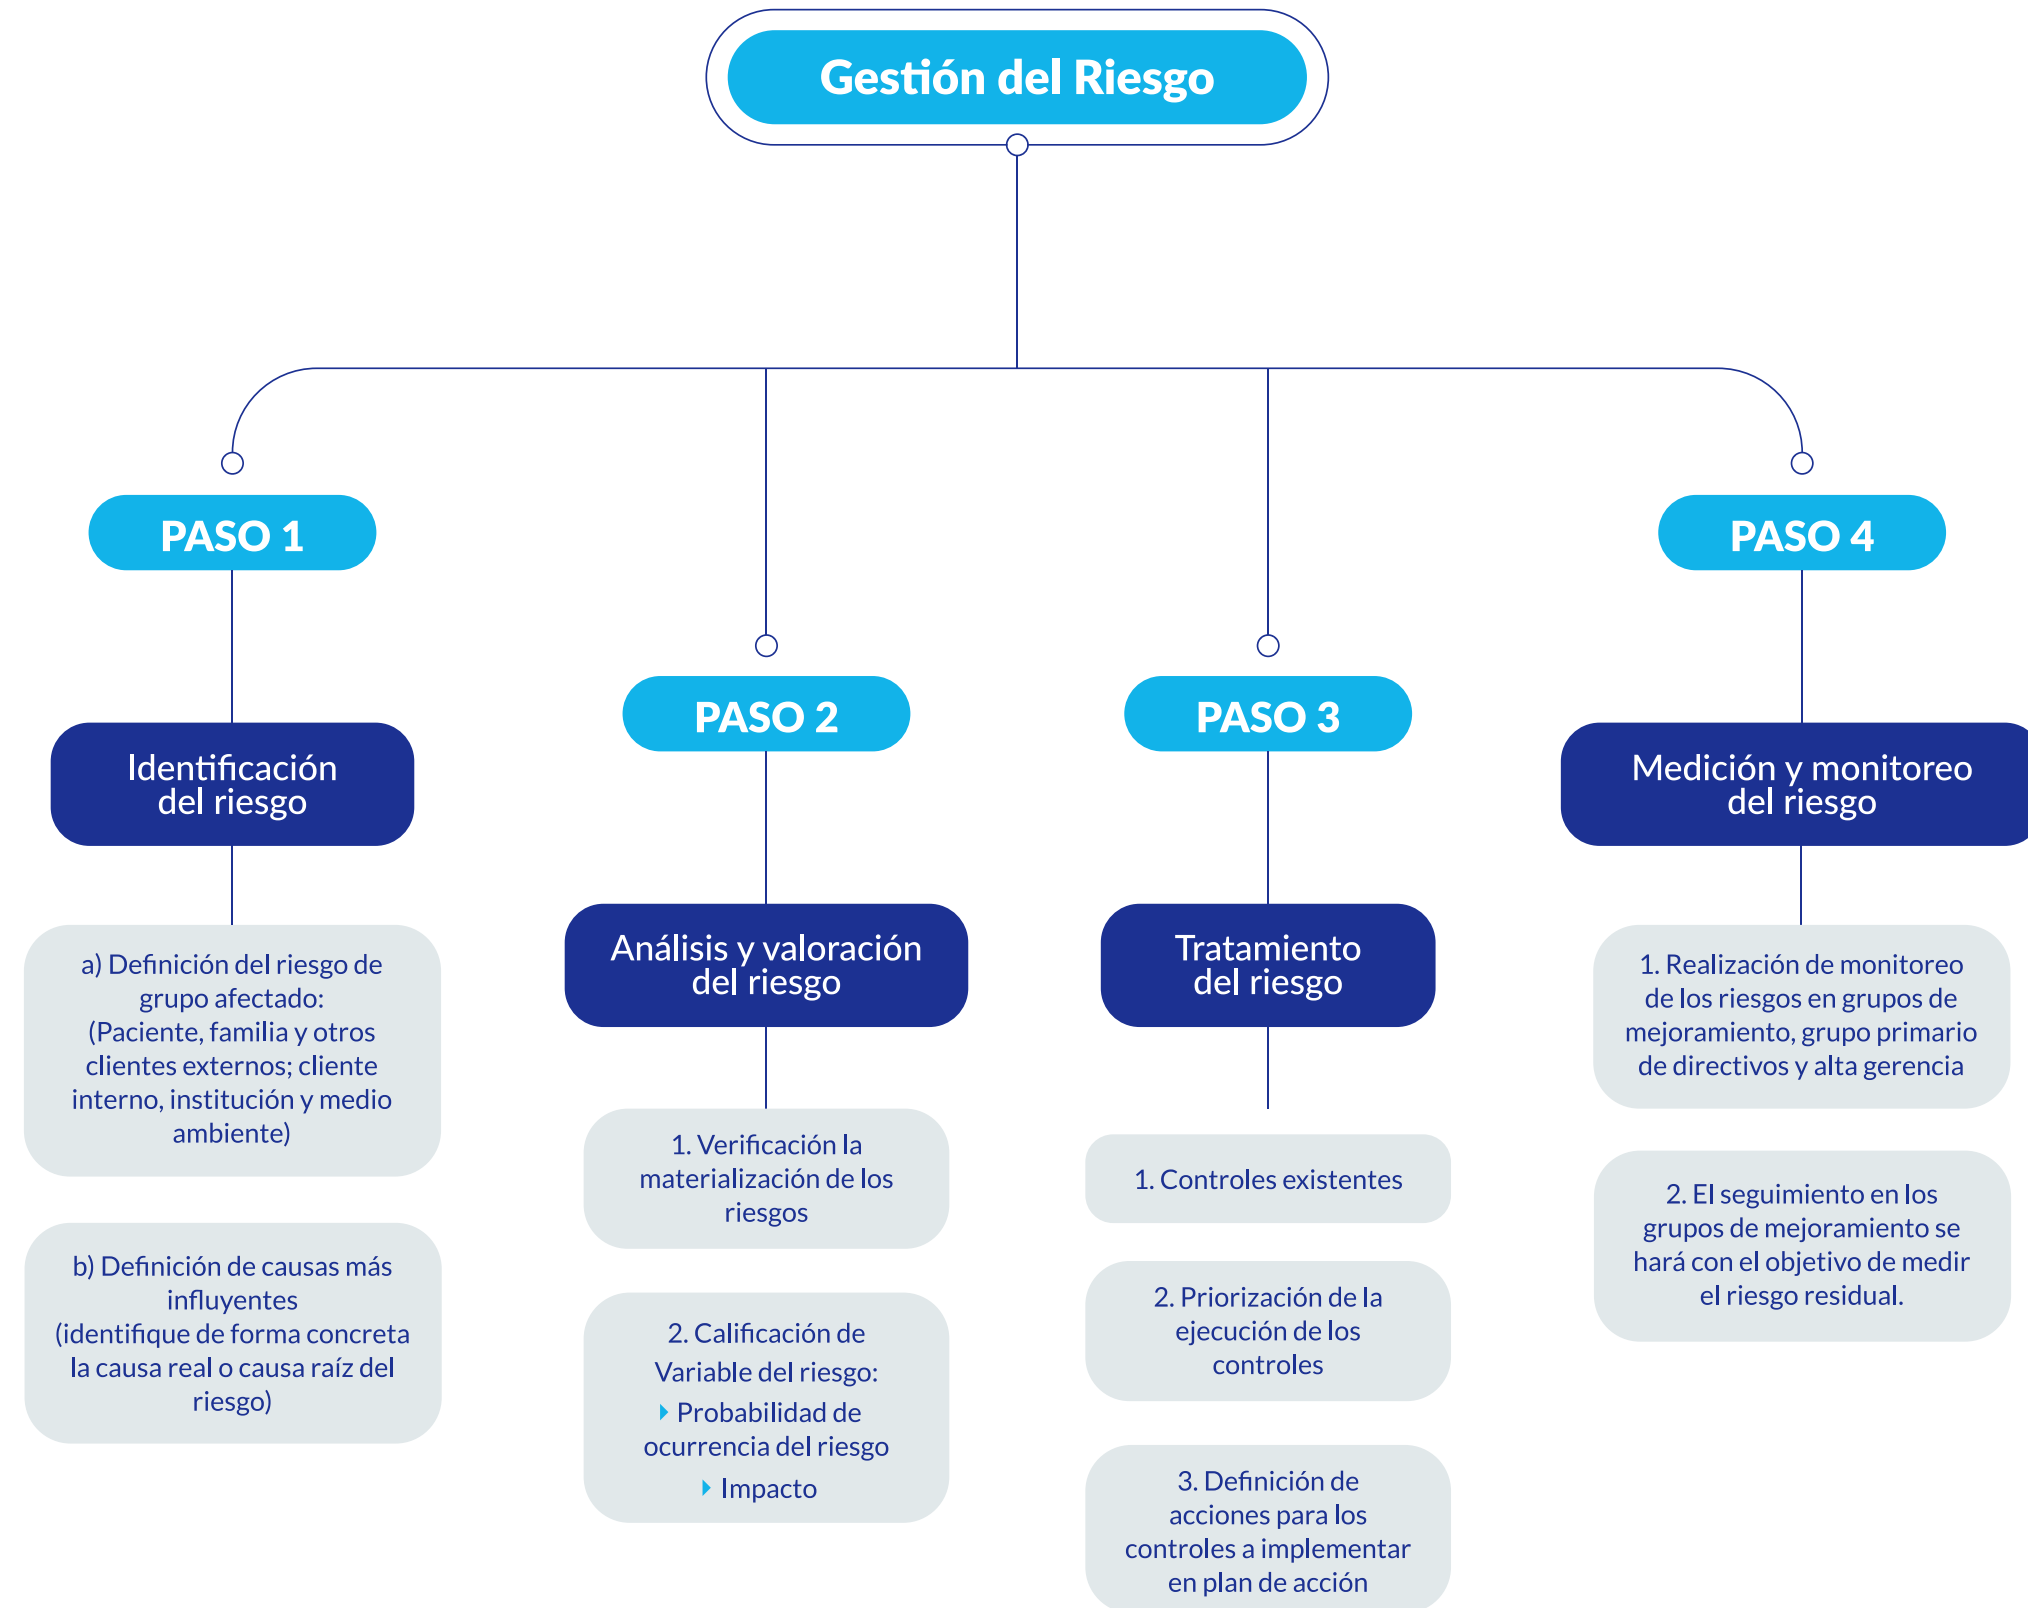 Gestión del Riesgo
PASO 1
Identificación
del riesgo
a) Definición del riesgo de
grupo afectado:
(Paciente, familia y otros
clientes externos; cliente
interno, institución y medio
ambiente)
b) Definición de causas más
influyentes
(identifique de forma concreta
la causa real o causa raíz del
riesgo)
PASO 2
Análisis y valoración
del riesgo
1. Verificación la
materialización de los
riesgos
2. Calificación de
Variable del riesgo:
Probabilidad de
ocurrencia del riesgo
Impacto
PASO 3
Tratamiento
del riesgo
1. Controles existentes
2. Priorización de la
ejecución de los
controles
3. Definición de
acciones para los
controles a implementar
en plan de acción
PASO 4
Medición y monitoreo
del riesgo
1. Realización de monitoreo
de los riesgos en grupos de
mejoramiento, grupo primario
de directivos y alta gerencia
2. El seguimiento en los
grupos de mejoramiento se
hará con el objetivo de medir
el riesgo residual.